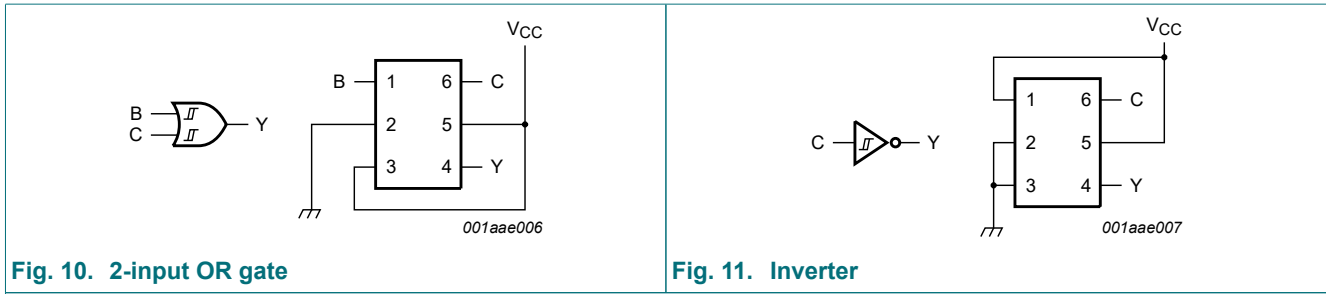 VCC
B 1 6 C
B
C
Y
2 5
3 4 Y
001aae006
Fig. 10. 2-input OR gate
VCC
1 6 C
C Y
2 5
3 4 Y
001aae007
Fig. 11. Inverter